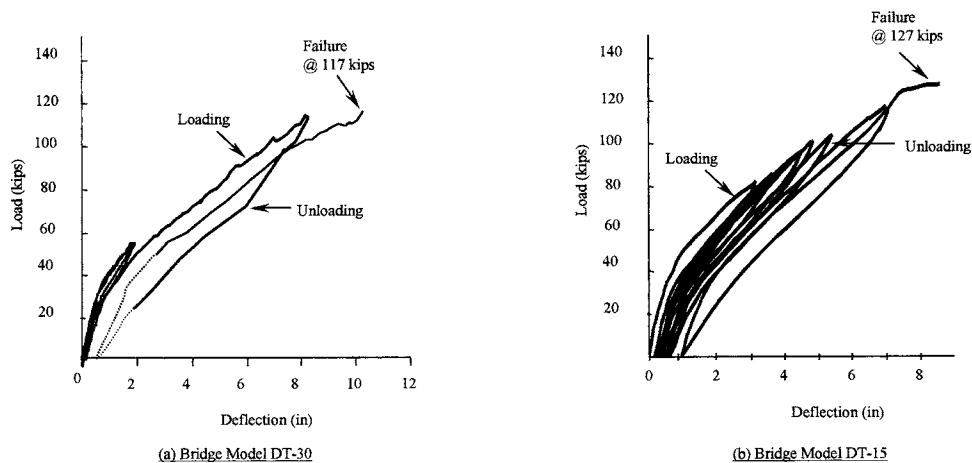 140
120
100
80
60
40
20
Load (kips)
Failure
@ 117 kips
Loading
Unloading
0 2 4 6 8 10 12
Deflection (in)
(a) Bridge Model DT-30
140
120
100
80
60
40
20
Load (kips)
Failure
@ 127 kips
Loading
Unloading
0 2 4 6 8
Deflection (in)
(b) Bridge Model DT-15